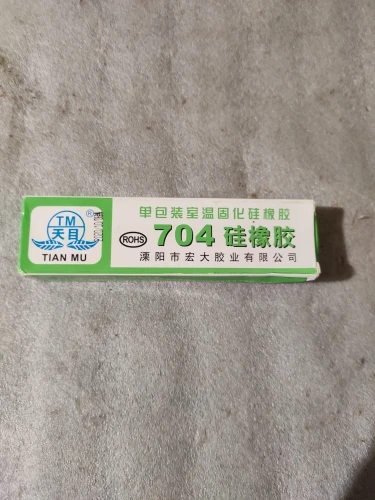 TM
天目
®
TIAN MU
单包装室温固化硅橡胶
ROHS
704 硅橡胶
溧阳市宏大胶业有限公司